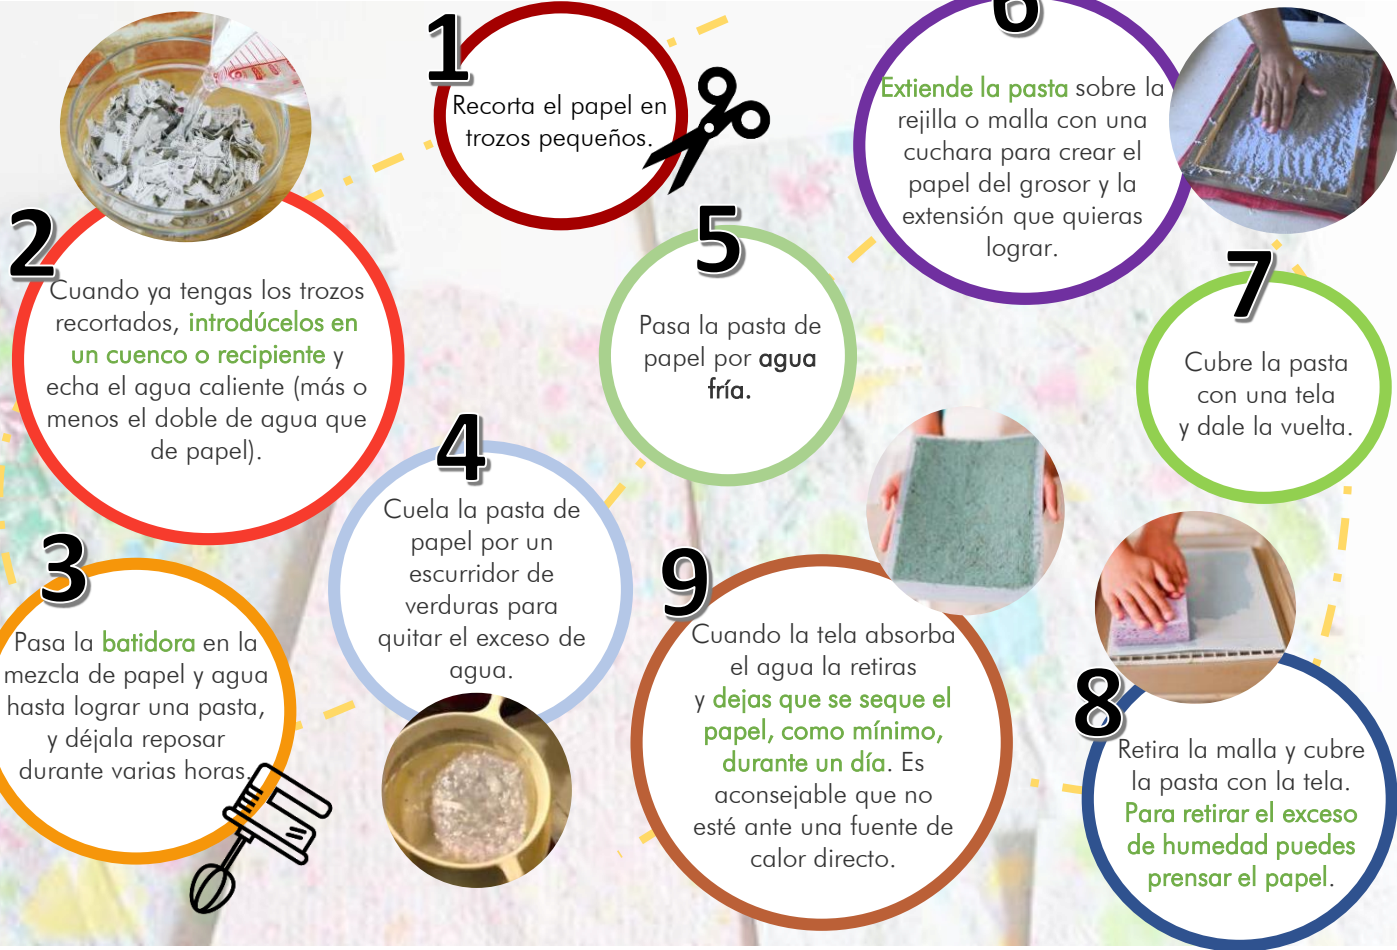 1
Recorta el papel en
trozos pequeños.
2
Cuando ya tengas los trozos
recortados, introdúcelos en
un cuenco o recipiente y
echa el agua caliente (más o
menos el doble de agua que
de papel).
3
Pasa la batidora en la
mezcla de papel y agua
hasta lograr una pasta,
y déjala reposar
durante varias horas.
4
Cuela la pasta de
papel por un
escurridor de
verduras para
quitar el exceso de
agua.
5
Pasa la pasta de
papel por agua
fría.
6
Extiende la pasta sobre la
rejilla o malla con una
cuchara para crear el
papel del grosor y la
extensión que quieras
lograr.
7
Cubre la pasta
con una tela
y dale la vuelta.
8
Retira la malla y cubre
la pasta con la tela.
Para retirar el exceso
de humedad puedes
prensar el papel.
9
Cuando la tela absorba
el agua la retiras
y dejas que se seque el
papel, como mínimo,
durante un día. Es
aconsejable que no
esté ante una fuente de
calor directo.